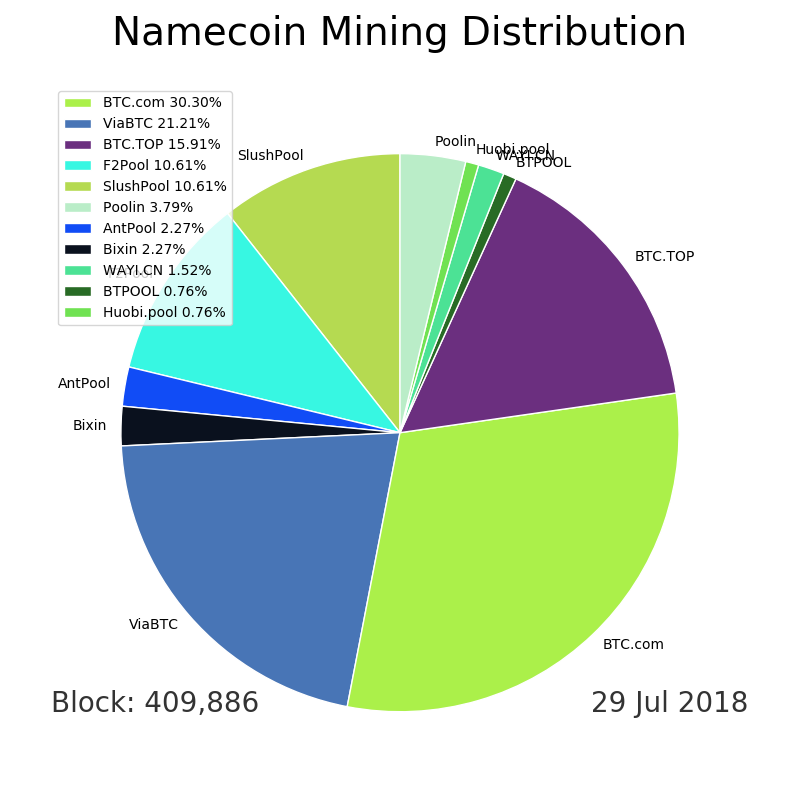 Namecoin Mining Distribution
BTC.com 30.30%
ViaBTC 21.21%
BTC.TOP 15.91%
F2Pool 10.61%
SlushPool 10.61%
Poolin 3.79%
AntPool 2.27%
Bixin 2.27%
WAYI.CN 1.52%
BTPOOL 0.76%
Huobi.pool 0.76%
SlushPool
Poolin
Huobi.pool
WAYI.CN
BTPOOL
BTC.TOP
F2Pool
AntPool
Bixin
ViaBTC
BTC.com
Block: 409,886
29 Jul 2018